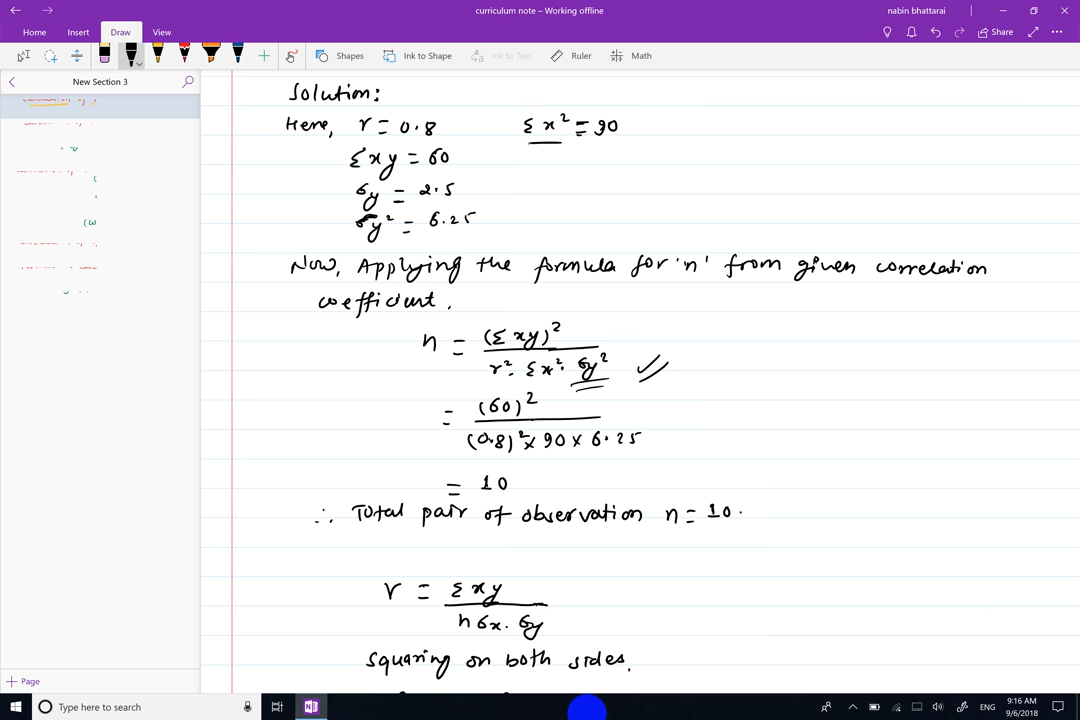 curriculum note – Working offline
nabin bhattarai
Home Insert Draw View
Share
Shapes Ink to Shape Ink to Text Ruler Math
New Section 3
Solution:
Here, r = 0.8 Σx² = 90
Σxy = 60
σy = 2.5
σy² = 6.25
Now, Applying the formula for 'n' from given correlation
coefficient.
n = (Σxy)² / r². Σx². σy²
= (60)² / (0.8)² × 90 × 6.25
= 10
∴ Total pair of observation n = 10.
r = Σxy / nσx. σy
Squaring on both sides.
+ Page
Type here to search
ENG
9:16 AM
9/6/2018